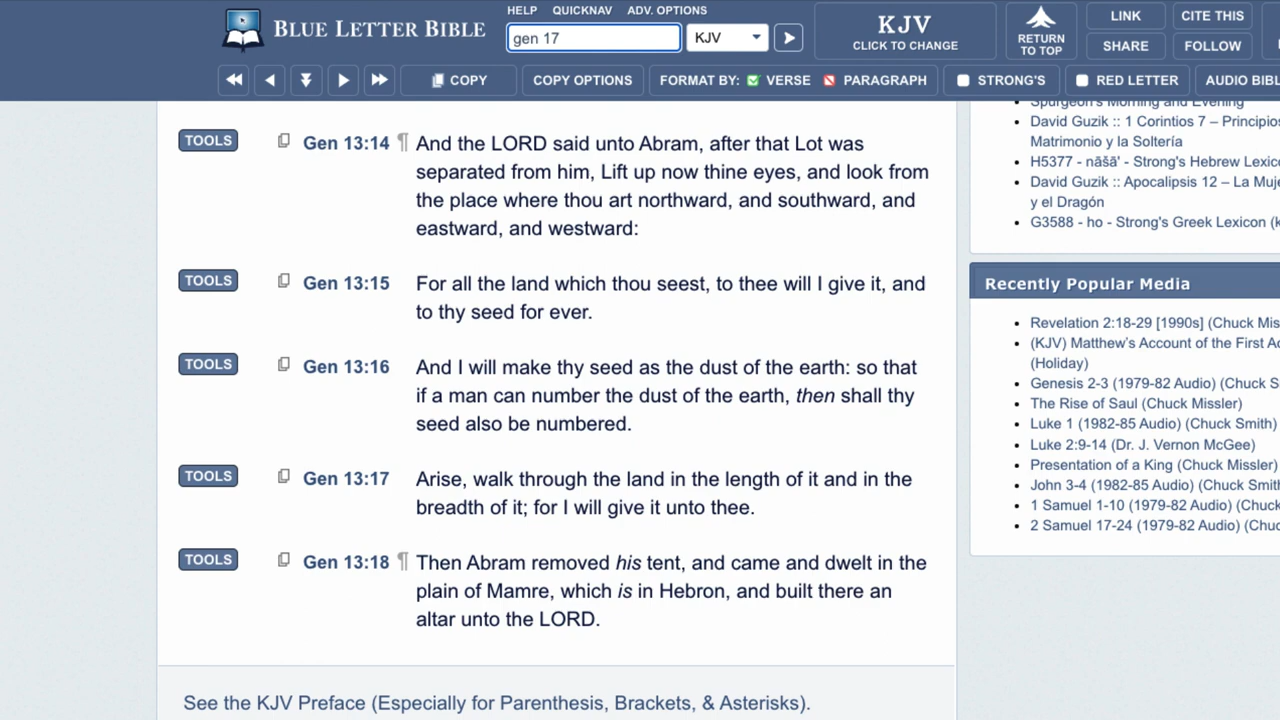 HELP QUICKNAV ADV. OPTIONS
BLUE LETTER BIBLE
gen 17
KJV
KJV
CLICK TO CHANGE
RETURN
TO TOP
LINK
CITE THIS
SHARE
FOLLOW
COPY
COPY OPTIONS
FORMAT BY: VERSE PARAGRAPH
STRONG'S
RED LETTER
AUDIO BIBL
TOOLS Gen 13:14 ¶ And the LORD said unto Abram, after that Lot was
separated from him, Lift up now thine eyes, and look from
the place where thou art northward, and southward, and
eastward, and westward:
TOOLS Gen 13:15 For all the land which thou seest, to thee will I give it, and
to thy seed for ever.
TOOLS Gen 13:16 And I will make thy seed as the dust of the earth: so that
if a man can number the dust of the earth, then shall thy
seed also be numbered.
TOOLS Gen 13:17 Arise, walk through the land in the length of it and in the
breadth of it; for I will give it unto thee.
TOOLS Gen 13:18 ¶ Then Abram removed his tent, and came and dwelt in the
plain of Mamre, which is in Hebron, and built there an
altar unto the LORD.
See the KJV Preface (Especially for Parenthesis, Brackets, & Asterisks).
Spurgeon's Morning and Evening
David Guzik :: 1 Corintios 7 – Principios
Matrimonio y la Soltería
H5377 - nāšā' - Strong's Hebrew Lexico
David Guzik :: Apocalipsis 12 – La Muje
y el Dragón
G3588 - ho - Strong's Greek Lexicon (k
Recently Popular Media
Revelation 2:18-29 [1990s] (Chuck Mis
(KJV) Matthew's Account of the First Ad
(Holiday)
Genesis 2-3 (1979-82 Audio) (Chuck S
The Rise of Saul (Chuck Missler)
Luke 1 (1982-85 Audio) (Chuck Smith)
Luke 2:9-14 (Dr. J. Vernon McGee)
Presentation of a King (Chuck Missler)
John 3-4 (1982-85 Audio) (Chuck Smith
1 Samuel 1-10 (1979-82 Audio) (Chuck
2 Samuel 17-24 (1979-82 Audio) (Chuc